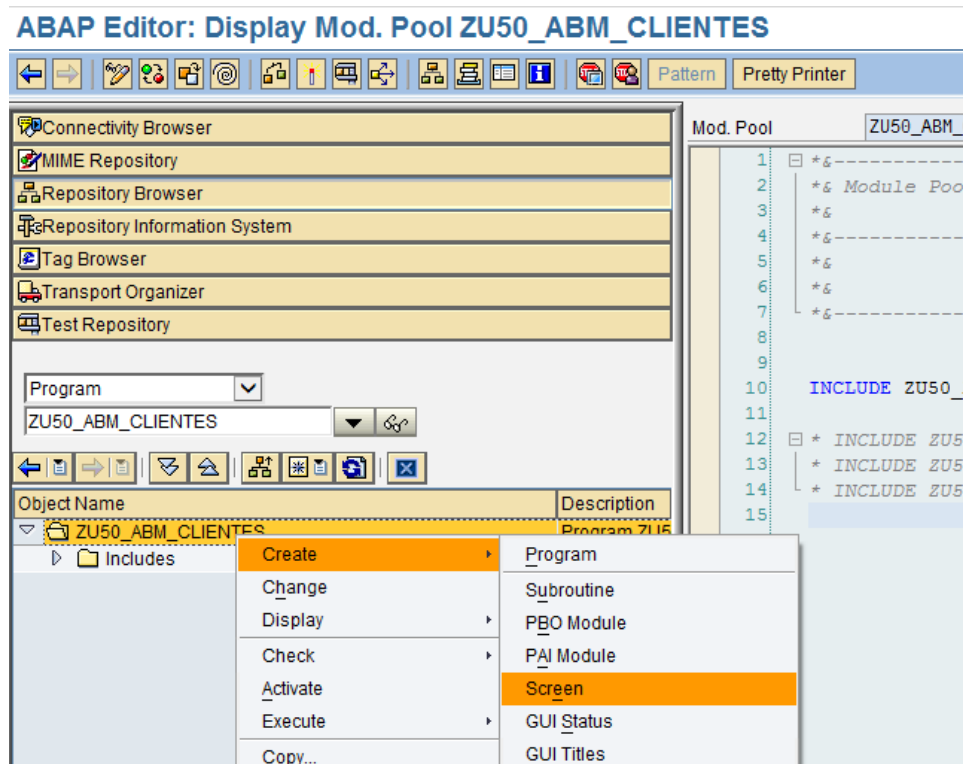 ABAP Editor: Display Mod. Pool ZU50_ABM_CLIENTES
Pattern Pretty Printer
Connectivity Browser
MIME Repository
Repository Browser
Repository Information System
Tag Browser
Transport Organizer
Test Repository
Program
ZU50_ABM_CLIENTES
Object Name Description
ZU50_ABM_CLIENTES Program ZU5
Includes
Create
Change
Display
Check
Activate
Execute
Copy...
Program
Subroutine
PBO Module
PAI Module
Screen
GUI Status
GUI Titles
Mod. Pool ZU50_ABM_
1 *&-----------
2 *& Module Poo
3 *&
4 *&-----------
5 *&
6 *&
7 *&-----------
8
9
10 INCLUDE ZU50_
11
12 * INCLUDE ZU5
13 * INCLUDE ZU5
14 * INCLUDE ZU5
15